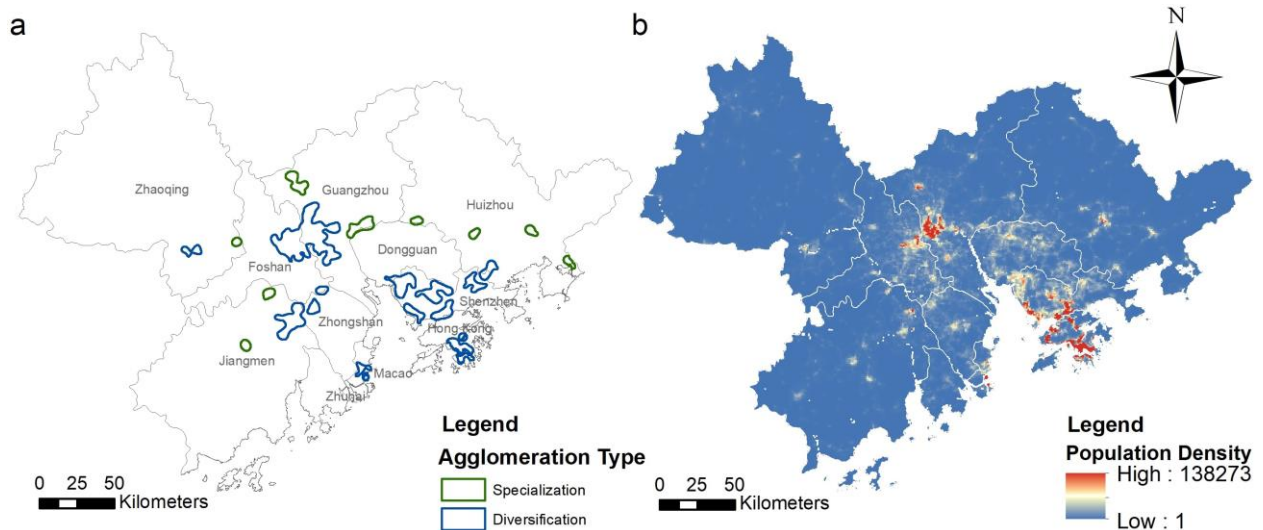 a
Zhaoqing
Guangzhou
Huizhou
Dongguan
Foshan
Shenzhen
Zhongshan
Hong Kong
Jiangmen
Macao
Zhuhai
0 25 50
Kilometers
Legend
Agglomeration Type
Specialization
Diversification
b
N
0 25 50
Kilometers
Legend
Population Density
High : 138273
Low : 1